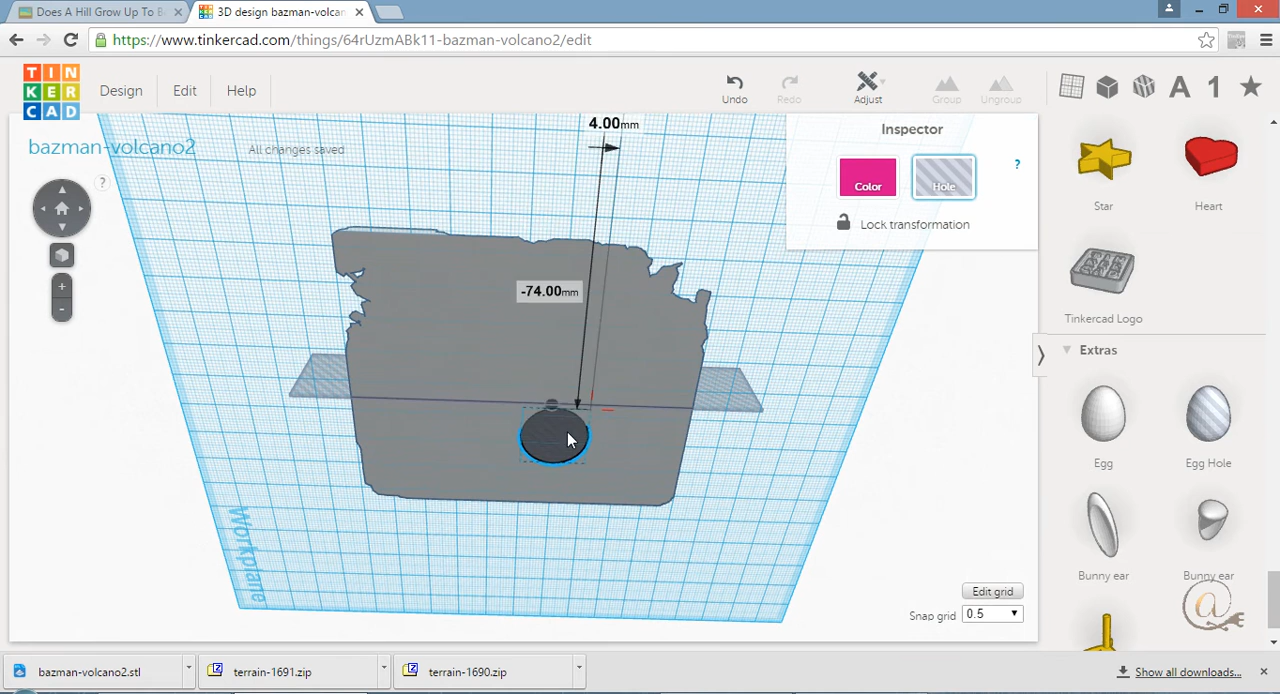 Does A Hill Grow Up To B
3D design bazman-volcan
https://www.tinkercad.com/things/64rUzmABk11-bazman-volcano2/edit
TIN
KER
CAD
Design
Edit
Help
Undo
Redo
Adjust
Group
Ungroup
A
1
bazman-volcano2
All changes saved
?
4.00mm
-74.00mm
Inspector
Color
Hole
?
Lock transformation
Star
Heart
Tinkercad Logo
Extras
Egg
Egg Hole
Bunny ear
Bunny ear
Workplane
Edit grid
Snap grid
0.5
bazman-volcano2.stl
terrain-1691.zip
terrain-1690.zip
Show all downloads...